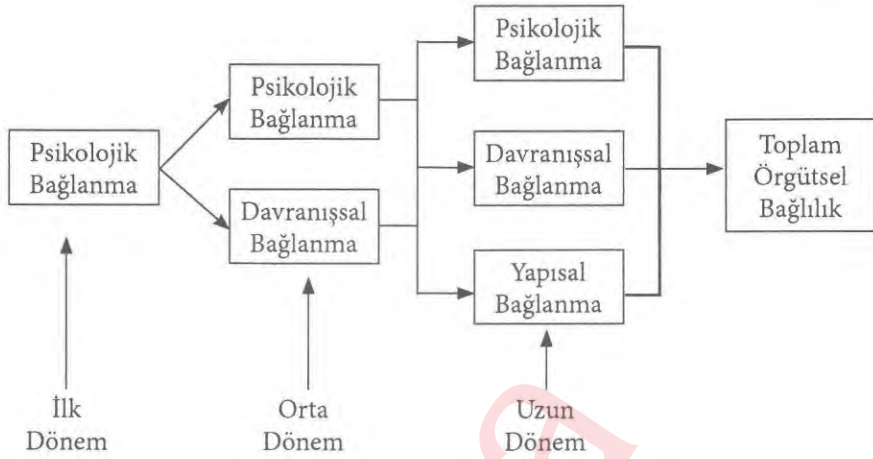 Psikolojik
Bağlanma
Psikolojik
Bağlanma
Davranışsal
Bağlanma
Psikolojik
Bağlanma
Davranışsal
Bağlanma
Yapısal
Bağlanma
Toplam
Örgütsel
Bağlılık
İlk
Dönem
Orta
Dönem
Uzun
Dönem